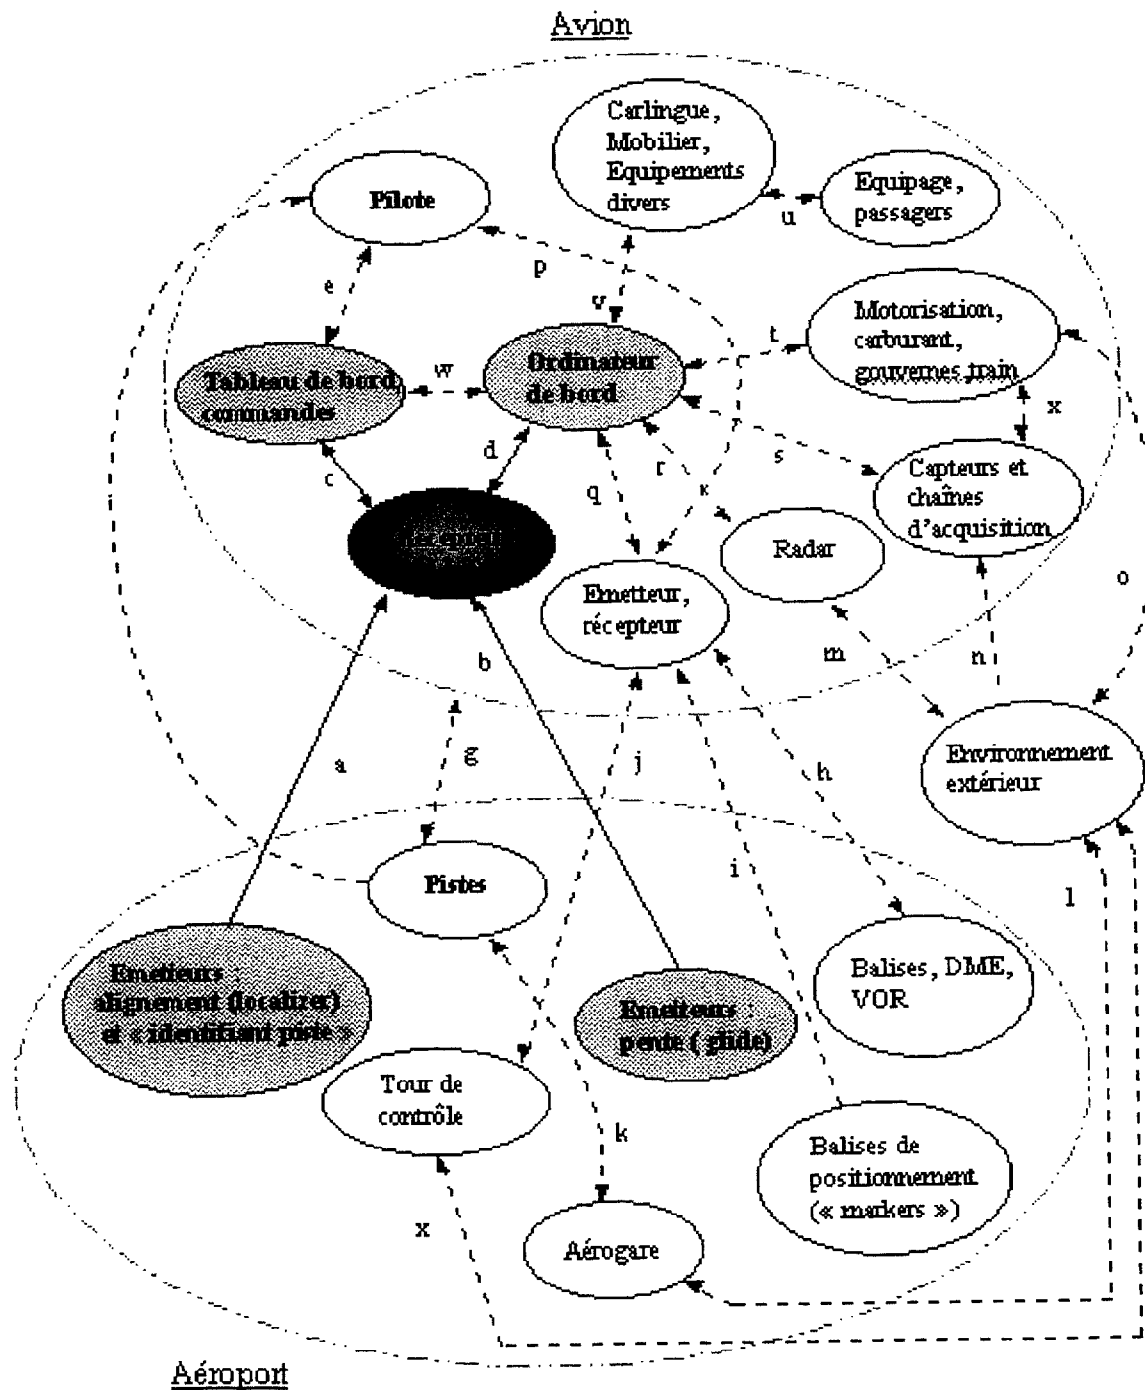 Avion
Carlingue,
Mobilier,
Equipements
divers
Equipage,
passagers
Pilote
u
p
e
v
Motorisation,
carburant,
gouvernes,train
t
Ordinateur
de bord
Tableau de bord,
commandes
w
x
d
r
s
c
q
κ
Capteurs et
chaînes
d'acquisition
Radar
Emetteur,
récepteur
o
b
m
n
a
g
j
h
Environnement
extérieur
i
l
Pistes
Emetteurs :
alignement (localizer)
et « identifiant piste »
Emetteurs :
pente ( glide)
Balises, DME,
VOR
Tour de
contrôle
k
Balises de
positionnement
(« markers »)
x
Aérogare
Aéroport